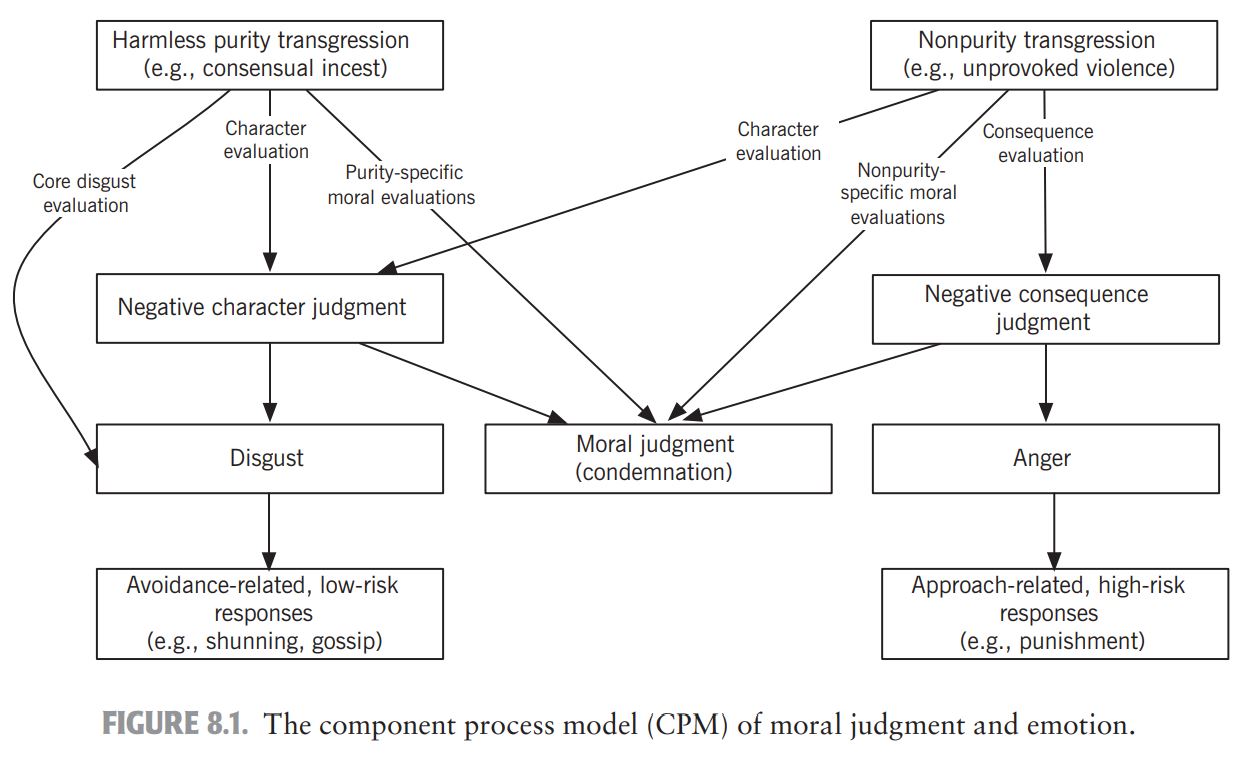 Harmless purity transgression
(e.g., consensual incest)
Nonpurity transgression
(e.g., unprovoked violence)
Character
evaluation
Core disgust
evaluation
Purity-specific
moral evaluations
Character
evaluation
Nonpurity-
specific moral
evaluations
Consequence
evaluation
Negative character judgment
Negative consequence
judgment
Disgust
Moral judgment
(condemnation)
Anger
Avoidance-related, low-risk
responses
(e.g., shunning, gossip)
Approach-related, high-risk
responses
(e.g., punishment)
FIGURE 8.1. The component process model (CPM) of moral judgment and emotion.